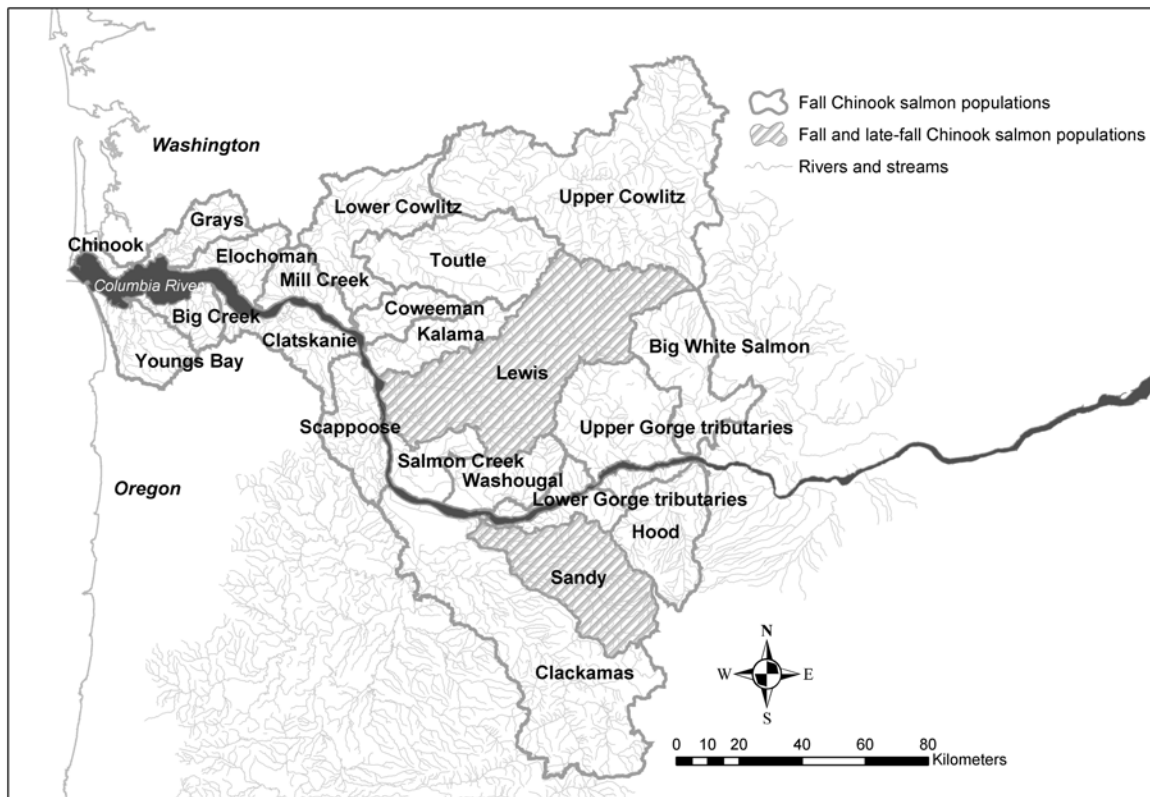 Fall Chinook salmon populations
Fall and late-fall Chinook salmon populations
Rivers and streams
Washington
Upper Cowlitz
Lower Cowlitz
Grays
Chinook
Elochoman
Toutle
Mill Creek
Columbia River
Coweeman
Big Creek
Kalama
Clatskanie
Youngs Bay
Big White Salmon
Lewis
Scappoose
Upper Gorge tributaries
Salmon Creek
Washougal
Oregon
Lower Gorge tributaries
Hood
Sandy
Clackamas
N
W
E
S
0 10 20 40 60 80
Kilometers